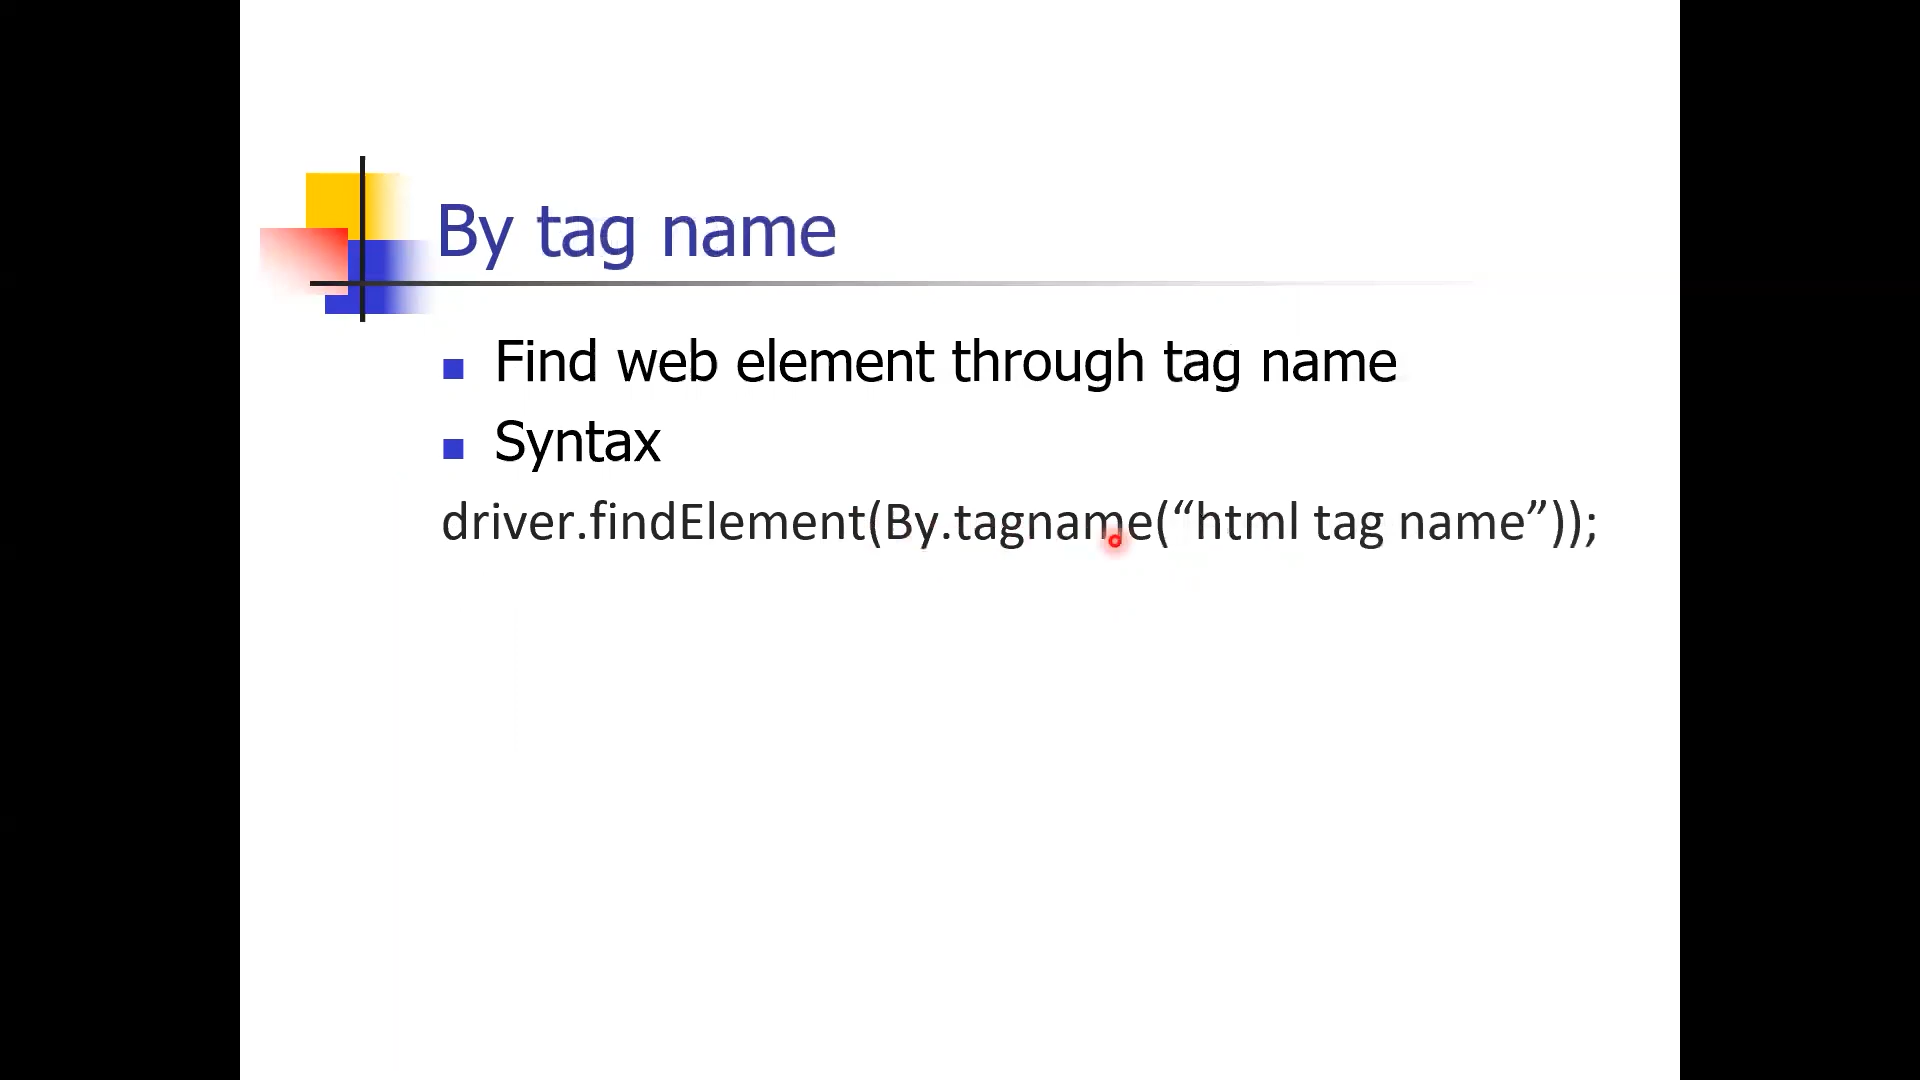 By tag name
Find web element through tag name
Syntax
driver.findElement(By.tagname(“html tag name”));